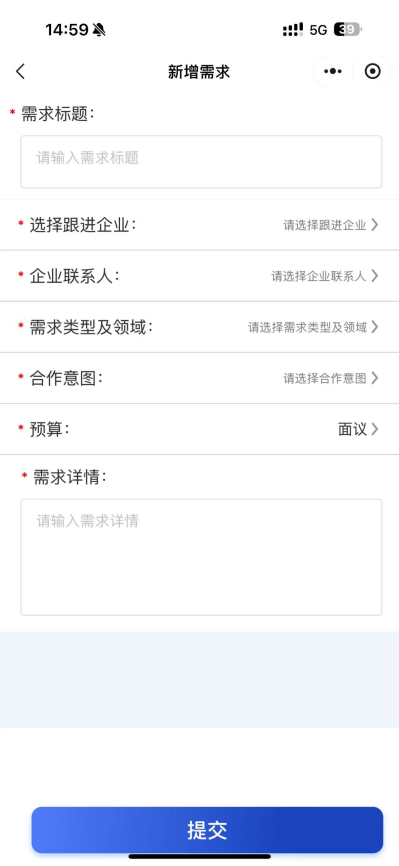 14:59 5G 39
新增需求
* 需求标题:
请输入需求标题
* 选择跟进企业: 请选择跟进企业
* 企业联系人: 请选择企业联系人
* 需求类型及领域: 请选择需求类型及领域
* 合作意图: 请选择合作意图
* 预算: 面议
* 需求详情:
请输入需求详情
提交